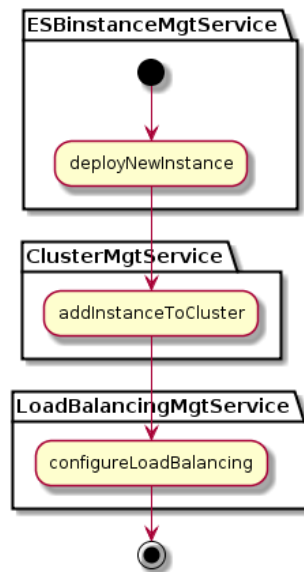 ESBinstanceMgtService
deployNewInstance
ClusterMgtService
addInstanceToCluster
LoadBalancingMgtService
configureLoadBalancing